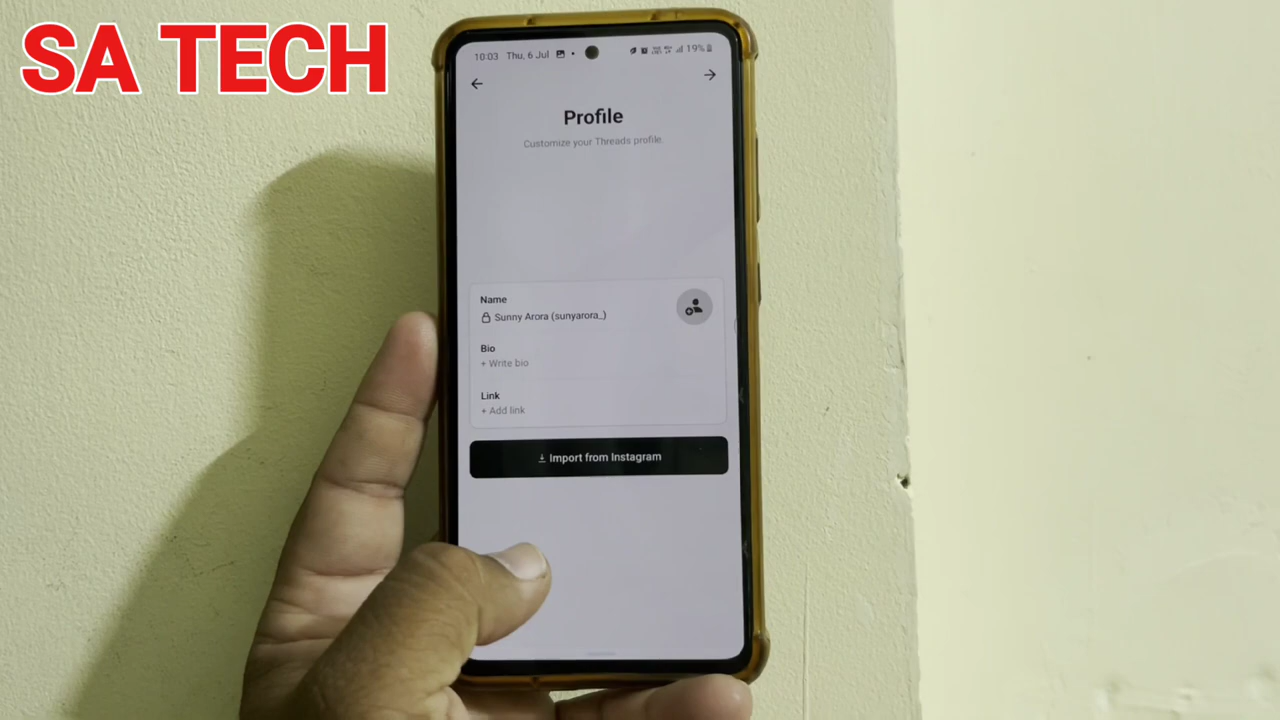 SA TECH
10:03 Thu, 6 Jul 19%
Profile
Customize your Threads profile.
Name
Sunny Arora (sunyarora_)
Bio
+ Write bio
Link
+ Add link
Import from Instagram